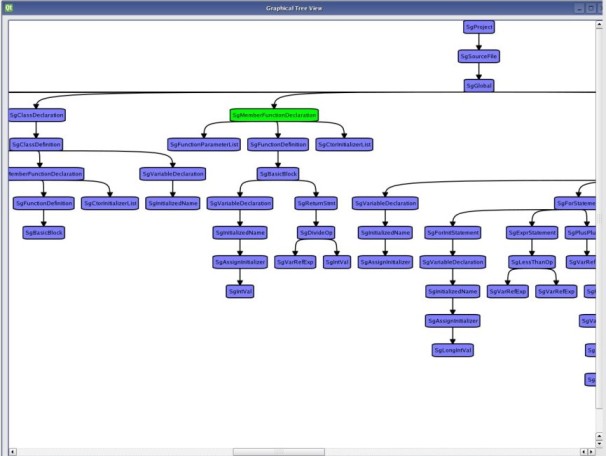 Qt
Graphical Tree View
SgProject
SgSourceFile
SgGlobal
SgClassDeclaration
SgMemberFunctionDeclaration
SgClassDefinition
SgFunctionParameterList
SgFunctionDefinition
SgCtorInitializerList
MemberFunctionDeclaration
SgVariableDeclaration
SgBasicBlock
SgFunctionDefinition
SgCtorInitializerList
SgInitializedName
SgVariableDeclaration
SgReturnStmt
SgVariableDeclaration
SgForStateme
SgBasicBlock
SgInitializedName
SgDivideOp
SgInitializedName
SgForInitStatement
SgExprStatement
SgPlusPlu
SgAssignInitializer
SgVarRefExp
SgIntVal
SgAssignInitializer
SgVariableDeclaration
SgLessThanOp
SgVarRef
SgIntVal
SgInitializedName
SgVarRefExp
SgVarRefExp
SgAssignInitializer
SgVa
SgLongIntVal
Sg
Sg